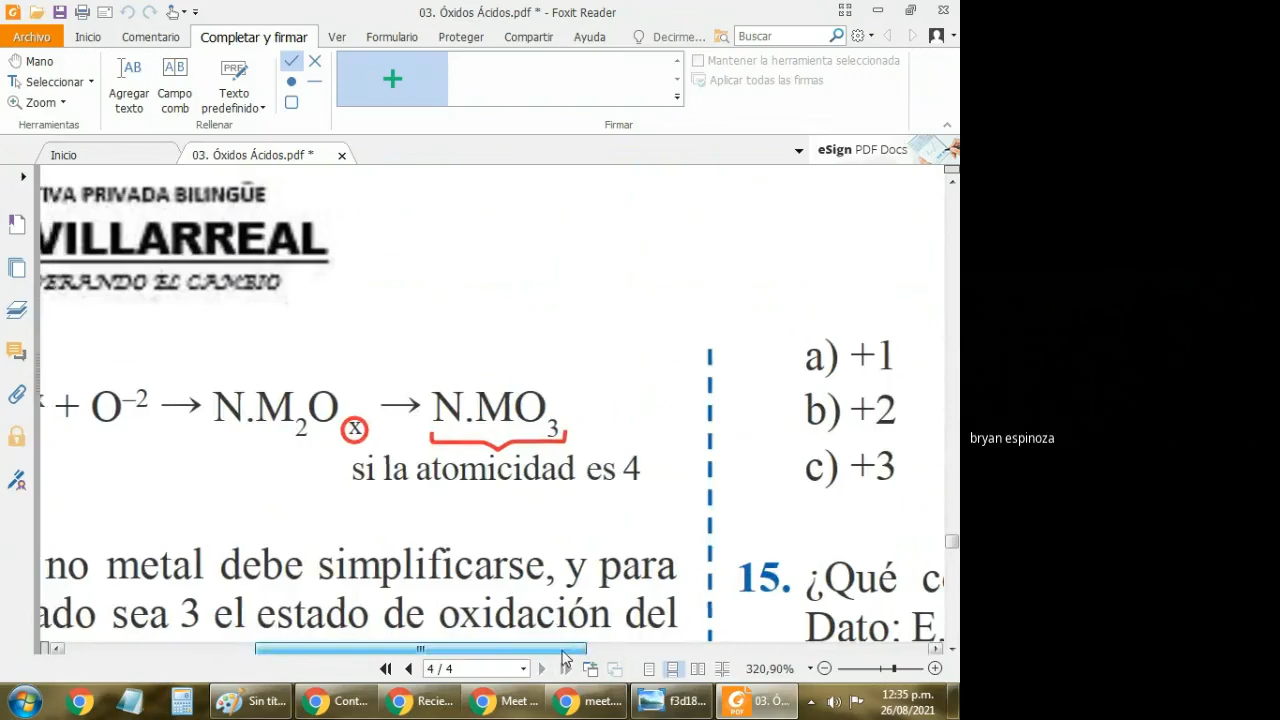 03. Óxidos Ácidos.pdf * - Foxit Reader
Archivo Inicio Comentario Completar y firmar Ver Formulario Proteger Compartir Ayuda Decirme... Buscar
Mano
Seleccionar
Zoom
Herramientas
Agregar texto
Campo comb
PRE
Texto predefinido
Rellenar
Mantener la herramienta seleccionada
Aplicar todas las firmas
Firmar
Inicio 03. Óxidos Ácidos.pdf * eSign PDF Docs
TIVA PRIVADA BILINGÜE
VILLARREAL
PERANDO EL CAMBIO
x + O⁻² → N.M₂Oₓ → N.MO₃
si la atomicidad es 4
no metal debe simplificarse, y para
ado sea 3 el estado de oxidación del
a) +1
b) +2
c) +3
15. ¿Qué c
Dato: E.
bryan espinoza
4 / 4 320,90%
Sin tít... Cont... Recie... Meet ... meet.... f3d18... 03. Ó...
12:35 p.m.
26/08/2021